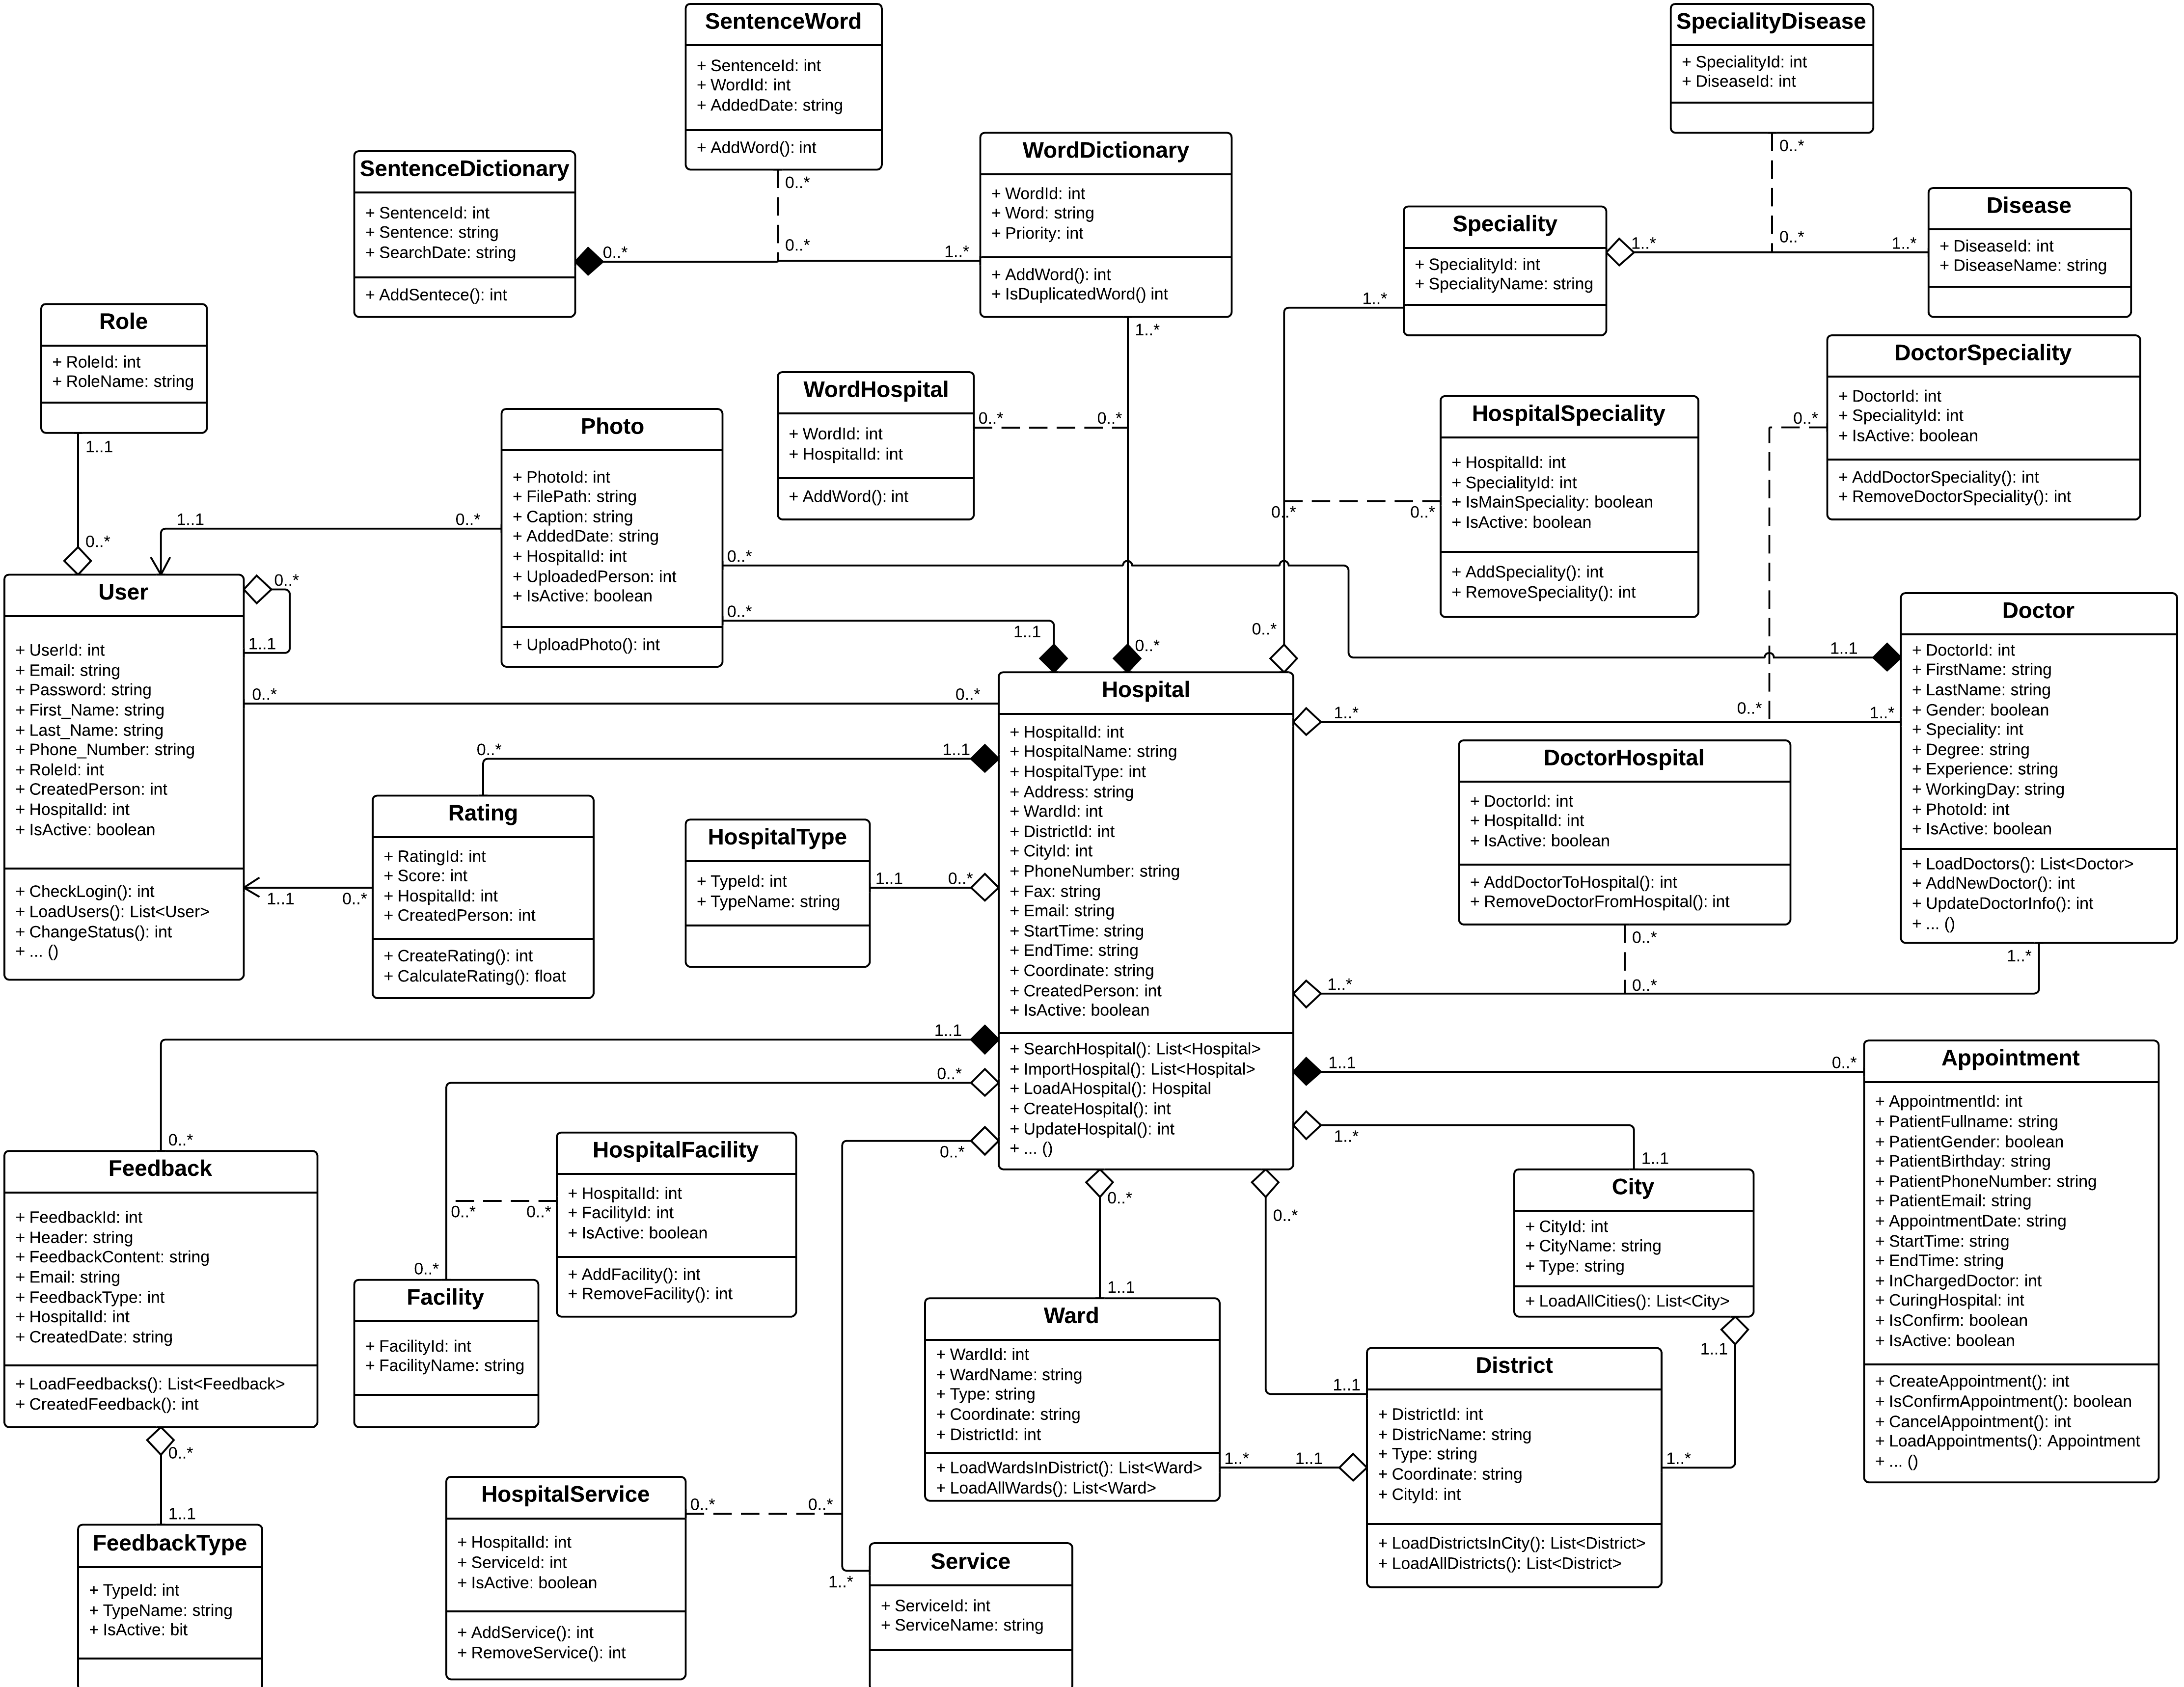 SentenceWord
+ SentenceId: int
+ WordId: int
+ AddedDate: string
+ AddWord(): int
0..*
0..*
SpecialityDisease
+ SpecialityId: int
+ DiseaseId: int
0..*
0..*
SentenceDictionary
+ SentenceId: int
+ Sentence: string
+ SearchDate: string
+ AddSentece(): int
0..*
WordDictionary
+ WordId: int
+ Word: string
+ Priority: int
+ AddWord(): int
+ IsDuplicatedWord() int
1..*
1..*
Speciality
+ SpecialityId: int
+ SpecialityName: string
1..*
1..*
Disease
+ DiseaseId: int
+ DiseaseName: string
1..*
Role
+ RoleId: int
+ RoleName: string
1..1
0..*
Photo
+ PhotoId: int
+ FilePath: string
+ Caption: string
+ AddedDate: string
+ HospitalId: int
+ UploadedPerson: int
+ IsActive: boolean
+ UploadPhoto(): int
1..1
0..*
0..*
0..*
WordHospital
+ WordId: int
+ HospitalId: int
+ AddWord(): int
0..*
0..*
HospitalSpeciality
+ HospitalId: int
+ SpecialityId: int
+ IsMainSpeciality: boolean
+ IsActive: boolean
+ AddSpeciality(): int
+ RemoveSpeciality(): int
0..*
0..*
DoctorSpeciality
+ DoctorId: int
+ SpecialityId: int
+ IsActive: boolean
+ AddDoctorSpeciality(): int
+ RemoveDoctorSpeciality(): int
0..*
0..*
User
+ UserId: int
+ Email: string
+ Password: string
+ First_Name: string
+ Last_Name: string
+ Phone_Number: string
+ RoleId: int
+ CreatedPerson: int
+ HospitalId: int
+ IsActive: boolean
+ CheckLogin(): int
+ LoadUsers(): List<User>
+ ChangeStatus(): int
+ ... ()
0..*
1..1
0..*
0..*
1..1
0..*
0..*
Hospital
+ HospitalId: int
+ HospitalName: string
+ HospitalType: int
+ Address: string
+ WardId: int
+ DistrictId: int
+ CityId: int
+ PhoneNumber: string
+ Fax: string
+ Email: string
+ StartTime: string
+ EndTime: string
+ Coordinate: string
+ CreatedPerson: int
+ IsActive: boolean
+ SearchHospital(): List<Hospital>
+ ImportHospital(): List<Hospital>
+ LoadAHospital(): Hospital
+ CreateHospital(): int
+ UpdateHospital(): int
+ ... ()
Doctor
+ DoctorId: int
+ FirstName: string
+ LastName: string
+ Gender: boolean
+ Speciality: int
+ Degree: string
+ Experience: string
+ WorkingDay: string
+ PhotoId: int
+ IsActive: boolean
+ LoadDoctors(): List<Doctor>
+ AddNewDoctor(): int
+ UpdateDoctorInfo(): int
+ ... ()
1..1
1..*
1..*
1..*
Rating
+ RatingId: int
+ Score: int
+ HospitalId: int
+ CreatedPerson: int
+ CreateRating(): int
+ CalculateRating(): float
0..*
1..1
1..1
0..*
HospitalType
+ TypeId: int
+ TypeName: string
1..1
0..*
DoctorHospital
+ DoctorId: int
+ HospitalId: int
+ IsActive: boolean
+ AddDoctorToHospital(): int
+ RemoveDoctorFromHospital(): int
0..*
0..*
1..*
1..1
0..*
0..*
1..1
0..*
1..*
Feedback
+ FeedbackId: int
+ Header: string
+ FeedbackContent: string
+ Email: string
+ FeedbackType: int
+ HospitalId: int
+ CreatedDate: string
+ LoadFeedbacks(): List<Feedback>
+ CreatedFeedback(): int
0..*
0..*
1..1
HospitalFacility
+ HospitalId: int
+ FacilityId: int
+ IsActive: boolean
+ AddFacility(): int
+ RemoveFacility(): int
0..*
0..*
0..*
Facility
+ FacilityId: int
+ FacilityName: string
Appointment
+ AppointmentId: int
+ PatientFullname: string
+ PatientGender: boolean
+ PatientBirthday: string
+ PatientPhoneNumber: string
+ PatientEmail: string
+ AppointmentDate: string
+ StartTime: string
+ EndTime: string
+ InChargedDoctor: int
+ CuringHospital: int
+ IsConfirm: boolean
+ IsActive: boolean
+ CreateAppointment(): int
+ IsConfirmAppointment(): boolean
+ CancelAppointment(): int
+ LoadAppointments(): Appointment
+ ... ()
City
+ CityId: int
+ CityName: string
+ Type: string
+ LoadAllCities(): List<City>
1..1
1..1
0..*
0..*
1..1
Ward
+ WardId: int
+ WardName: string
+ Type: string
+ Coordinate: string
+ DistrictId: int
+ LoadWardsInDistrict(): List<Ward>
+ LoadAllWards(): List<Ward>
1..*
1..1
District
+ DistrictId: int
+ DistricName: string
+ Type: string
+ Coordinate: string
+ CityId: int
+ LoadDistrictsInCity(): List<District>
+ LoadAllDistricts(): List<District>
1..1
1..*
FeedbackType
+ TypeId: int
+ TypeName: string
+ IsActive: bit
HospitalService
+ HospitalId: int
+ ServiceId: int
+ IsActive: boolean
+ AddService(): int
+ RemoveService(): int
0..*
0..*
1..*
Service
+ ServiceId: int
+ ServiceName: string